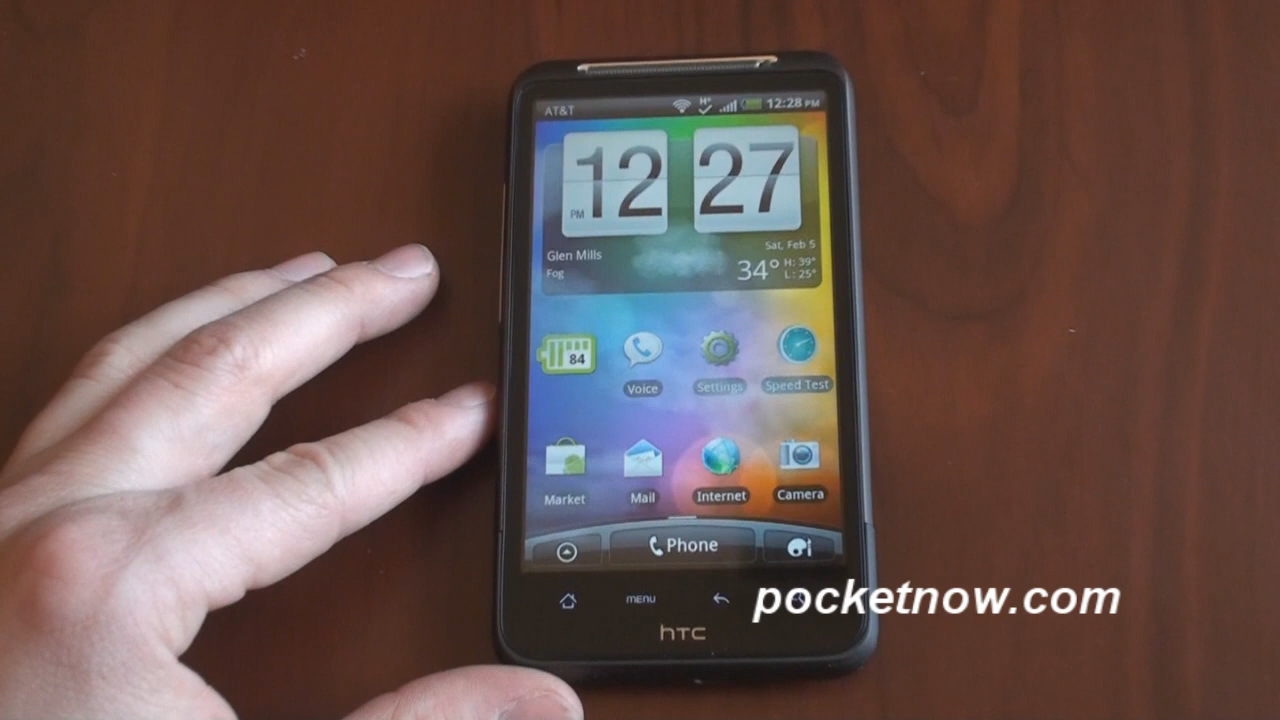 AT&T H+ 12:28 PM
PM 12 27
Glen Mills
Fog
Sat, Feb 5
34° H: 39°
L: 25°
84
Voice Settings Speed Test
Market Mail Internet Camera
Phone
MENU
hTC
pocketnow.com